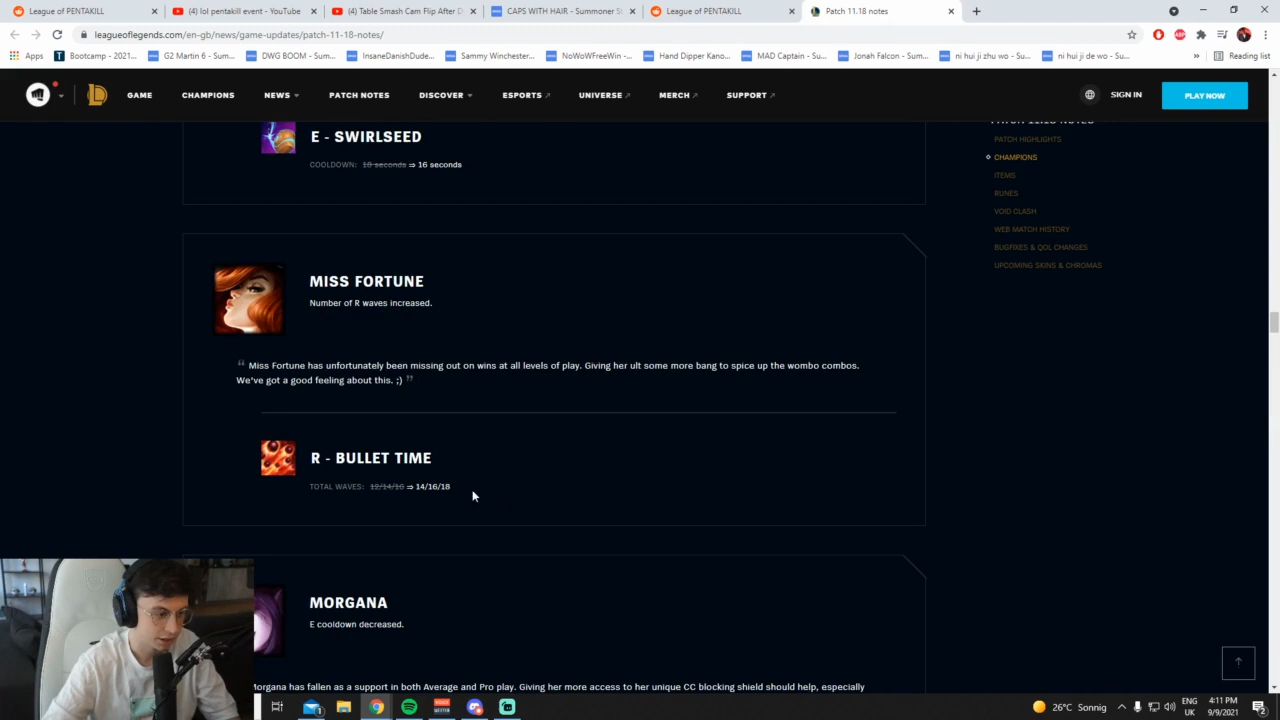 League of PENTAKILL
(4) lol pentakill event - YouTube
(4) Table Smash Cam Flip After D
CAPS WITH HAIR - Summoner S
League of PENTAKILL
Patch 11.18 notes
leagueoflegends.com/en-gb/news/game-updates/patch-11-18-notes/
Apps
Bootcamp - 2021...
G2 Martin 6 - Sum...
DWG BOOM - Sum...
InsaneDanishDude...
Sammy Winchester...
NoWoWFreeWin -...
Hand Dipper Kano...
MAD Captain - Su...
Jonah Falcon - Sum...
ni hui ji zhu wo - Su...
ni hui ji de wo - Su...
Reading list
GAME
CHAMPIONS
NEWS
PATCH NOTES
DISCOVER
ESPORTS
UNIVERSE
MERCH
SUPPORT
SIGN IN
PLAY NOW
E - SWIRLSEED
COOLDOWN: 18 seconds ⇒ 16 seconds
MISS FORTUNE
Number of R waves increased.
“ Miss Fortune has unfortunately been missing out on wins at all levels of play. Giving her ult some more bang to spice up the wombo combos.
We've got a good feeling about this. ;) ”
R - BULLET TIME
TOTAL WAVES: 12/14/16 ⇒ 14/16/18
MORGANA
E cooldown decreased.
Morgana has fallen as a support in both Average and Pro play. Giving her more access to her unique CC blocking shield should help, especially
PATCH 11.18 NOTES
PATCH HIGHLIGHTS
CHAMPIONS
ITEMS
RUNES
VOID CLASH
WEB MATCH HISTORY
BUGFIXES & QOL CHANGES
UPCOMING SKINS & CHROMAS
26°C Sonnig
ENG
UK
4:11 PM
9/9/2021